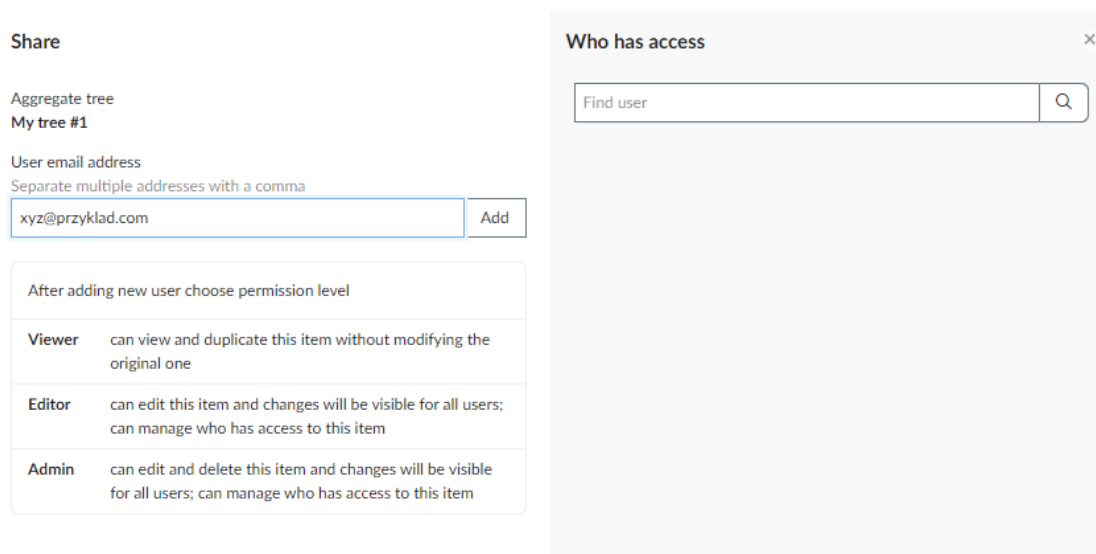 Share
Aggregate tree
My tree #1
User email address
Separate multiple addresses with a comma
xyz@przyklad.com
Add
After adding new user choose permission level
Viewer can view and duplicate this item without modifying the
original one
Editor can edit this item and changes will be visible for all users;
can manage who has access to this item
Admin can edit and delete this item and changes will be visible
for all users; can manage who has access to this item
Who has access
Find user